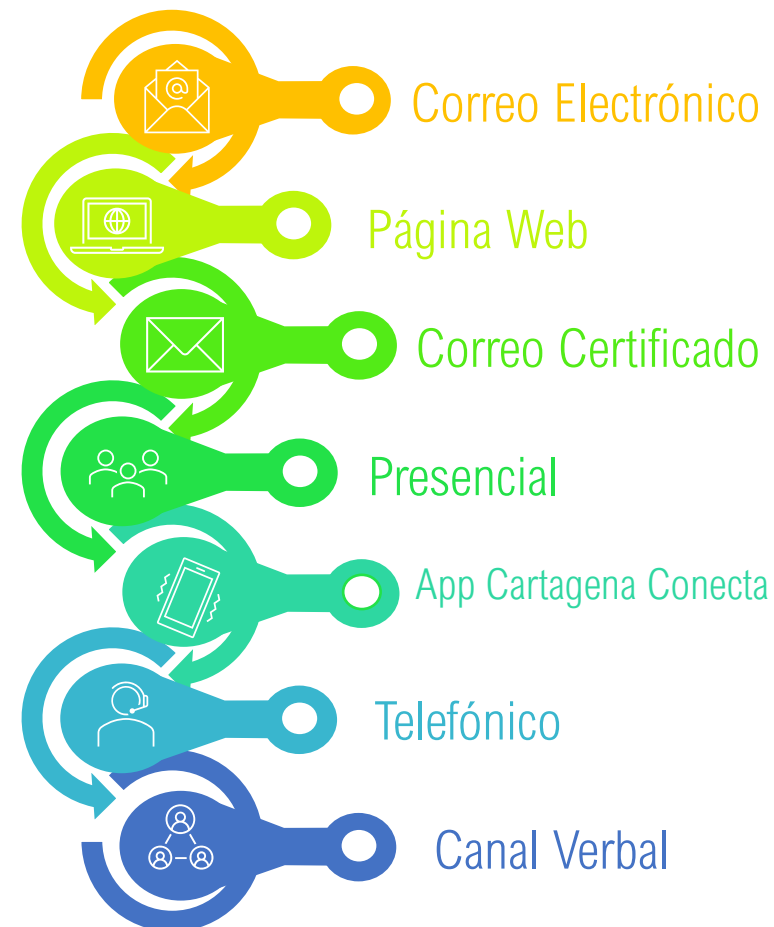 Correo Electrónico
Página Web
Correo Certificado
Presencial
App Cartagena Conecta
Telefónico
Canal Verbal